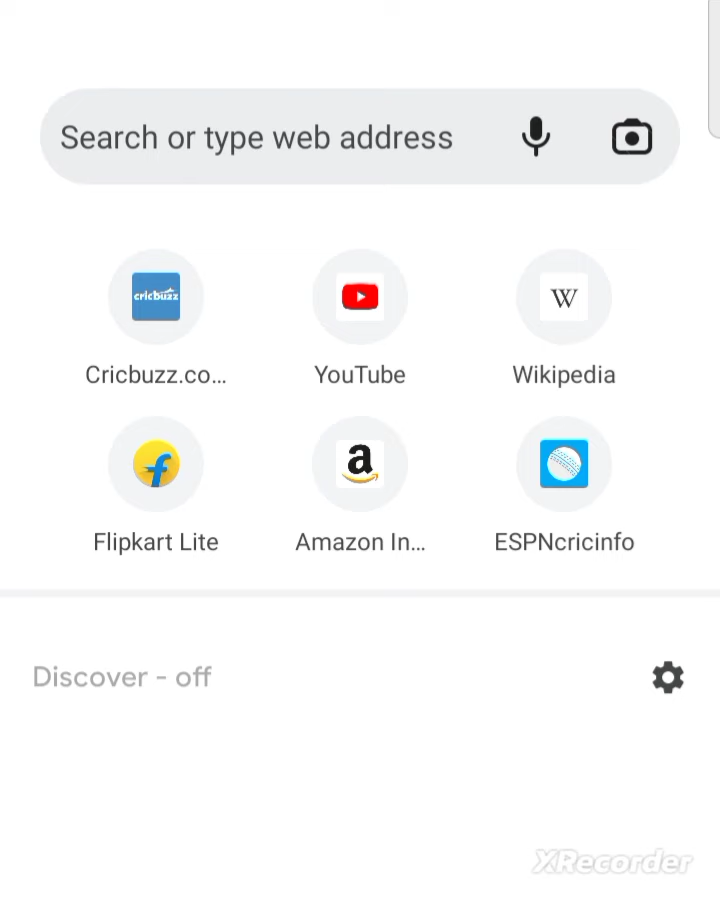 Search or type web address
cricbuzz
W
Cricbuzz.co... YouTube Wikipedia
f a
Flipkart Lite Amazon In... ESPNcricinfo
Discover - off
XRecorder